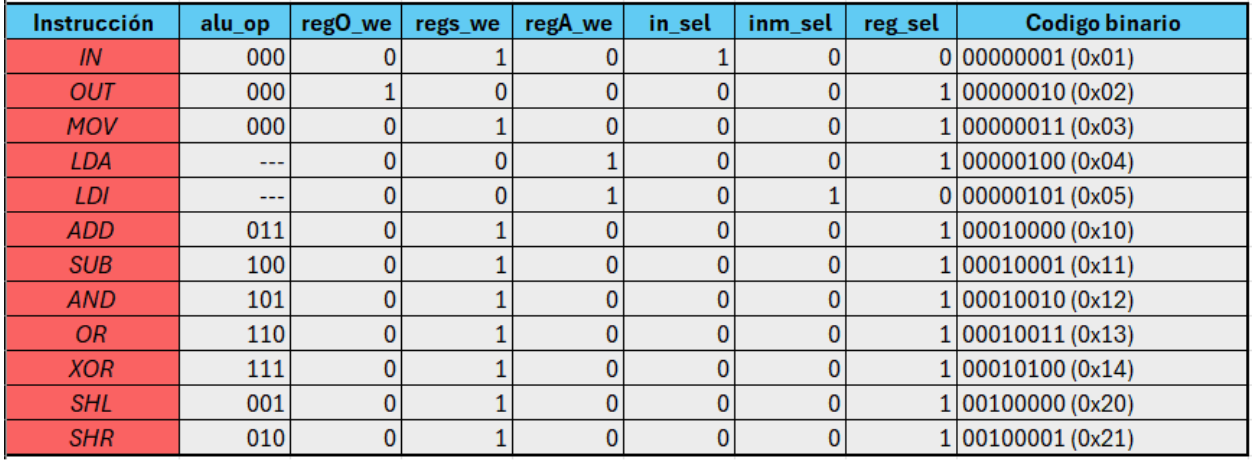 Instrucción alu_op regO_we regs_we regA_we in_sel inm_sel reg_sel Codigo binario
IN 000 0 1 0 1 0 0 00000001 (0x01)
OUT 000 1 0 0 0 0 1 00000010 (0x02)
MOV 000 0 1 0 0 0 1 00000011 (0x03)
LDA --- 0 0 1 0 0 1 00000100 (0x04)
LDI --- 0 0 1 0 1 0 00000101 (0x05)
ADD 011 0 1 0 0 0 1 00010000 (0x10)
SUB 100 0 1 0 0 0 1 00010001 (0x11)
AND 101 0 1 0 0 0 1 00010010 (0x12)
OR 110 0 1 0 0 0 1 00010011 (0x13)
XOR 111 0 1 0 0 0 1 00010100 (0x14)
SHL 001 0 1 0 0 0 1 00100000 (0x20)
SHR 010 0 1 0 0 0 1 00100001 (0x21)